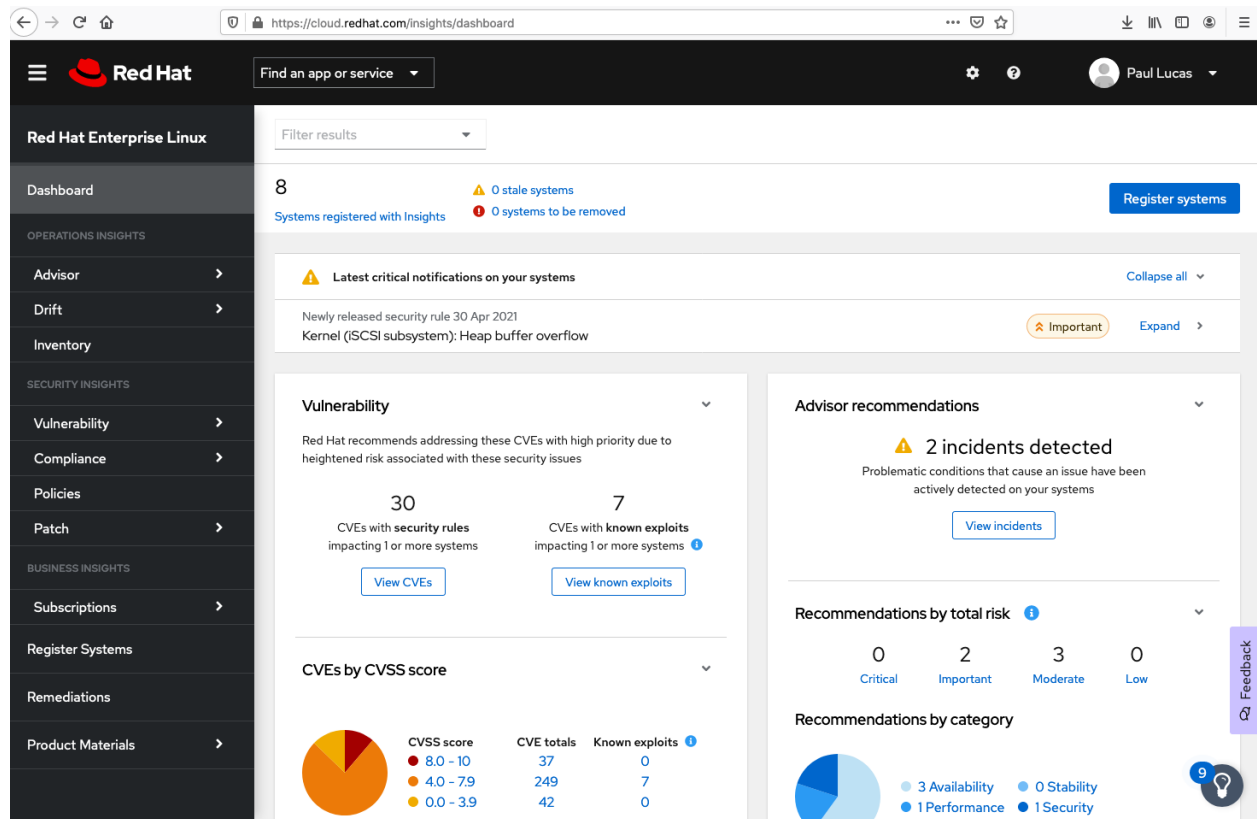 https://cloud.redhat.com/insights/dashboard
Red Hat
Find an app or service
Paul Lucas
Red Hat Enterprise Linux
Dashboard
OPERATIONS INSIGHTS
Advisor
Drift
Inventory
SECURITY INSIGHTS
Vulnerability
Compliance
Policies
Patch
BUSINESS INSIGHTS
Subscriptions
Register Systems
Remediations
Product Materials
Filter results
8
Systems registered with Insights
0 stale systems
0 systems to be removed
Register systems
Latest critical notifications on your systems
Collapse all
Newly released security rule 30 Apr 2021
Kernel (iSCSI subsystem): Heap buffer overflow
Important
Expand
Vulnerability
Red Hat recommends addressing these CVEs with high priority due to
heightened risk associated with these security issues
30
CVEs with security rules
impacting 1 or more systems
View CVEs
7
CVEs with known exploits
impacting 1 or more systems
View known exploits
CVEs by CVSS score
CVSS score CVE totals Known exploits
8.0 - 10 37 0
4.0 - 7.9 249 7
0.0 - 3.9 42 0
Advisor recommendations
2 incidents detected
Problematic conditions that cause an issue have been
actively detected on your systems
View incidents
Recommendations by total risk
0 2 3 0
Critical Important Moderate Low
Recommendations by category
3 Availability 0 Stability
1 Performance 1 Security
Feedback
9